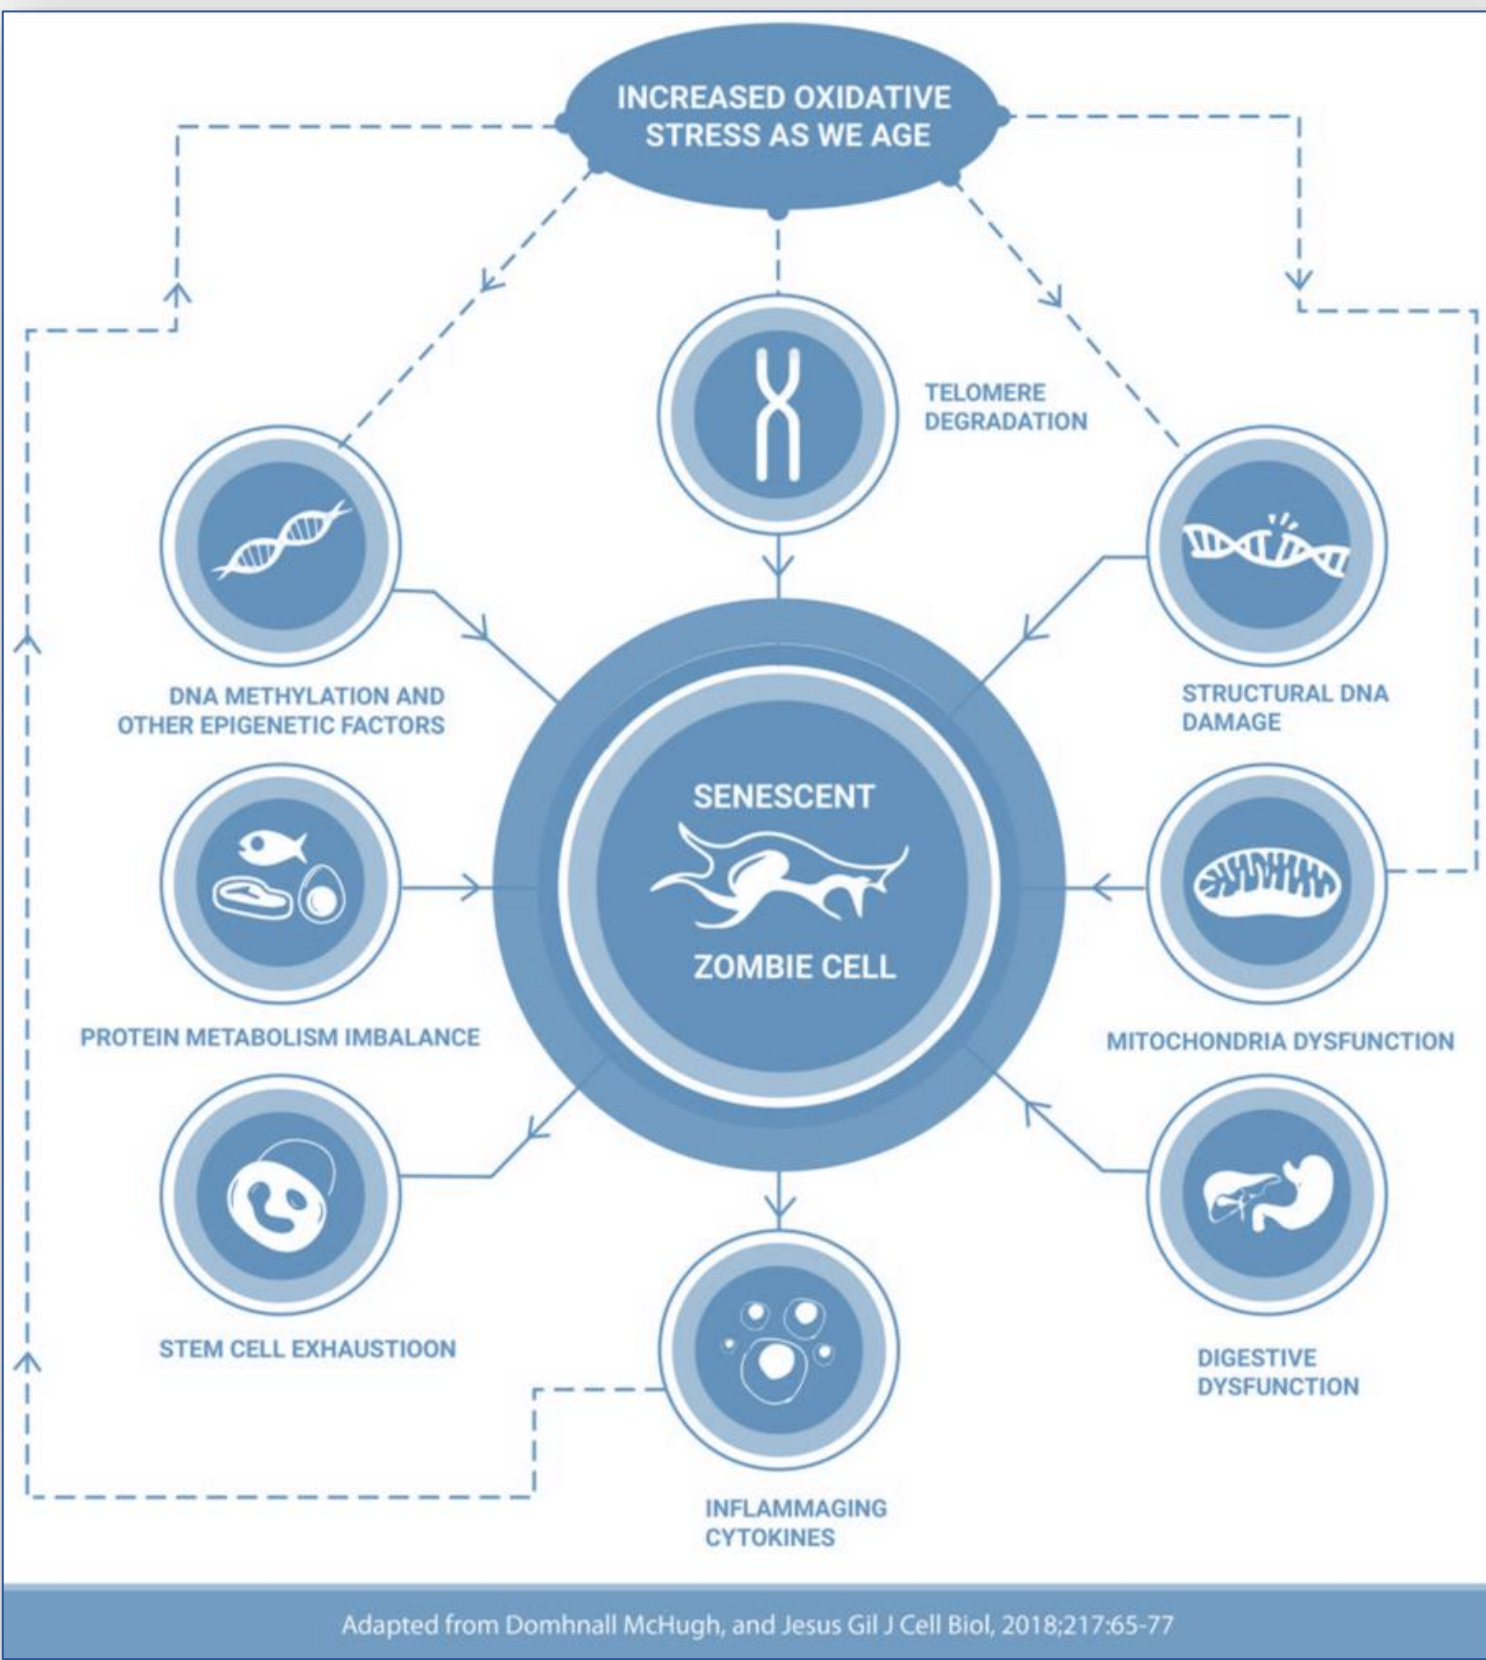 INCREASED OXIDATIVE
STRESS AS WE AGE
TELOMERE
DEGRADATION
DNA METHYLATION AND
OTHER EPIGENETIC FACTORS
STRUCTURAL DNA
DAMAGE
SENESCENT
ZOMBIE CELL
PROTEIN METABOLISM IMBALANCE
MITOCHONDRIA DYSFUNCTION
STEM CELL EXHAUSTIOON
DIGESTIVE
DYSFUNCTION
INFLAMMAGING
CYTOKINES
Adapted from Domhnall McHugh, and Jesus Gil J Cell Biol, 2018;217:65-77